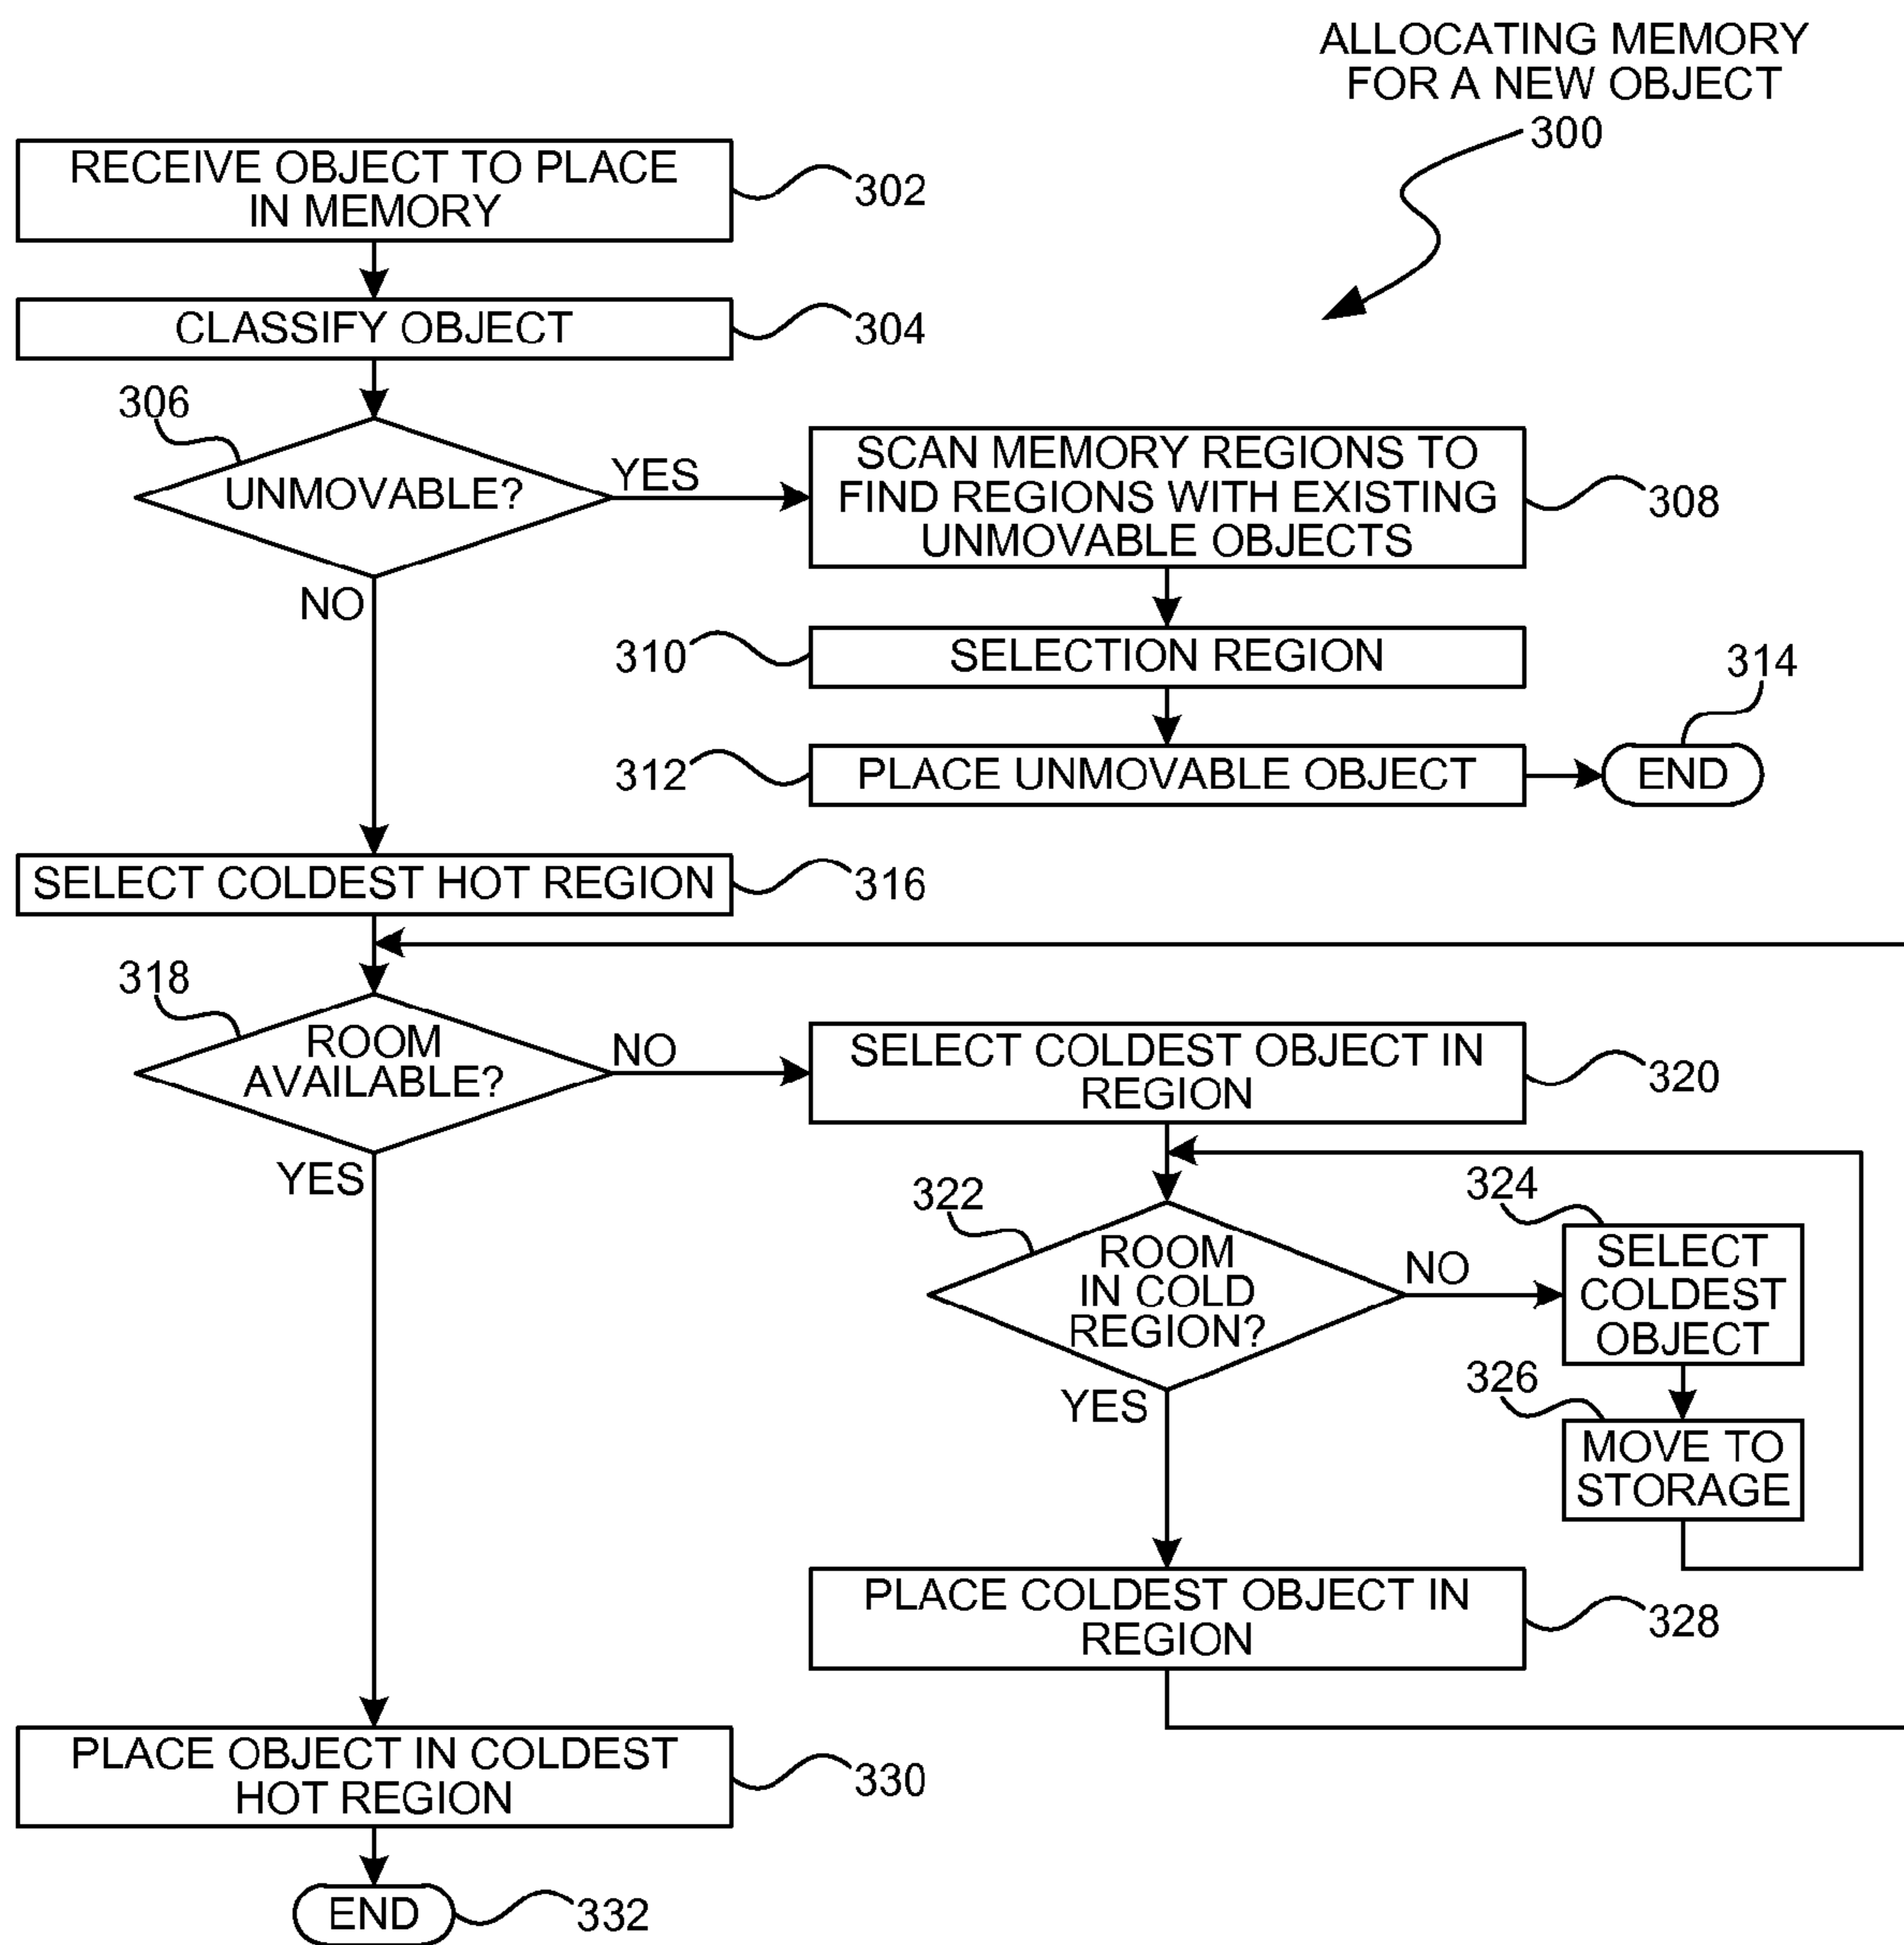 ALLOCATING MEMORY
FOR A NEW OBJECT
300
RECEIVE OBJECT TO PLACE
IN MEMORY
302
CLASSIFY OBJECT
304
306
UNMOVABLE?
YES
NO
SCAN MEMORY REGIONS TO
FIND REGIONS WITH EXISTING
UNMOVABLE OBJECTS
308
310
SELECTION REGION
312
PLACE UNMOVABLE OBJECT
314
END
SELECT COLDEST HOT REGION
316
318
ROOM
AVAILABLE?
NO
YES
SELECT COLDEST OBJECT IN
REGION
320
322
ROOM
IN COLD
REGION?
NO
YES
324
SELECT
COLDEST
OBJECT
326
MOVE TO
STORAGE
PLACE COLDEST OBJECT IN
REGION
328
PLACE OBJECT IN COLDEST
HOT REGION
330
END
332